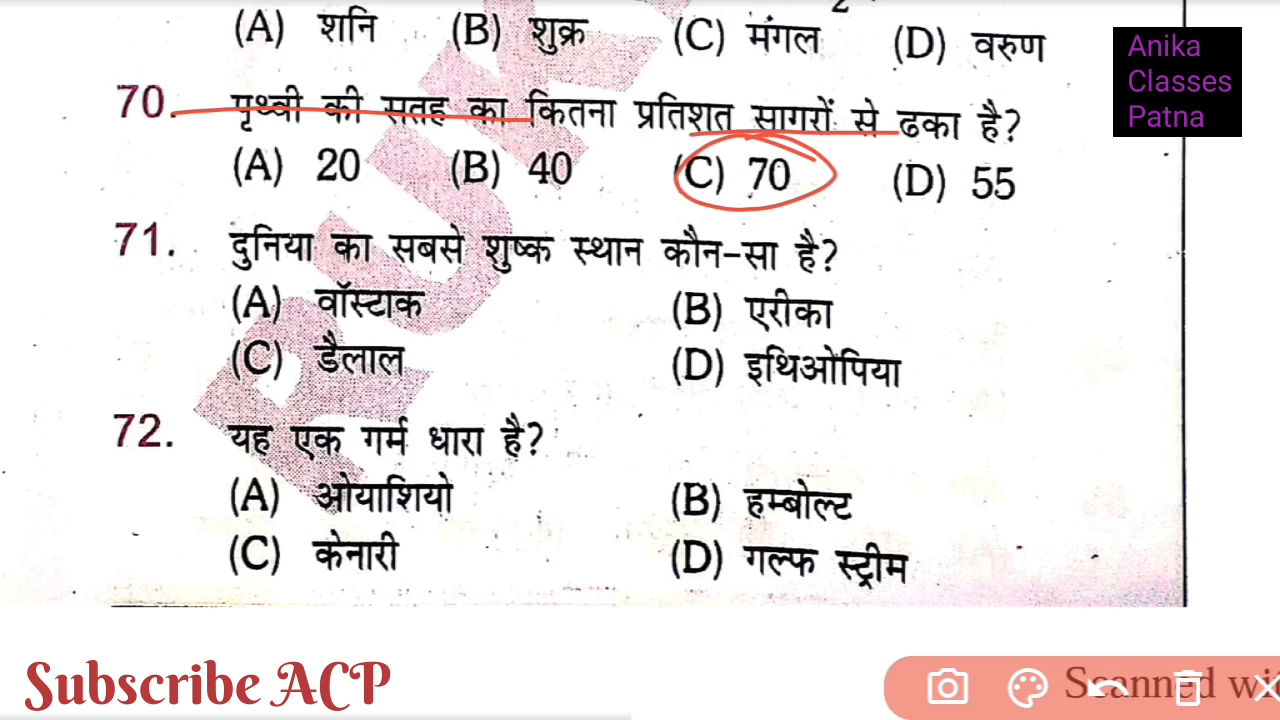 (A) शनि (B) शुक्र (C) मंगल (D) वरुण
70. पृथ्वी की सतह का कितना प्रतिशत सागरों से ढका है?
(A) 20 (B) 40 (C) 70 (D) 55
71. दुनिया का सबसे शुष्क स्थान कौन-सा है?
(A) वॉस्टाक (B) एरीका
(C) डैलाल (D) इथिओपिया
72. यह एक गर्म धारा है?
(A) ओयाशियो (B) हम्बोल्ट
(C) केनारी (D) गल्फ स्ट्रीम
Anika
Classes
Patna
Subscribe ACP
Scanned